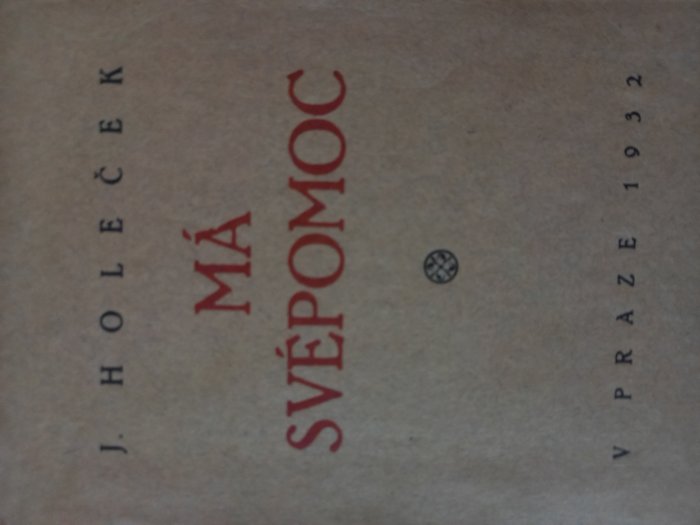 J. HOLEČEK
MÁ
SVÉPOMOC
V PRAZE 1932